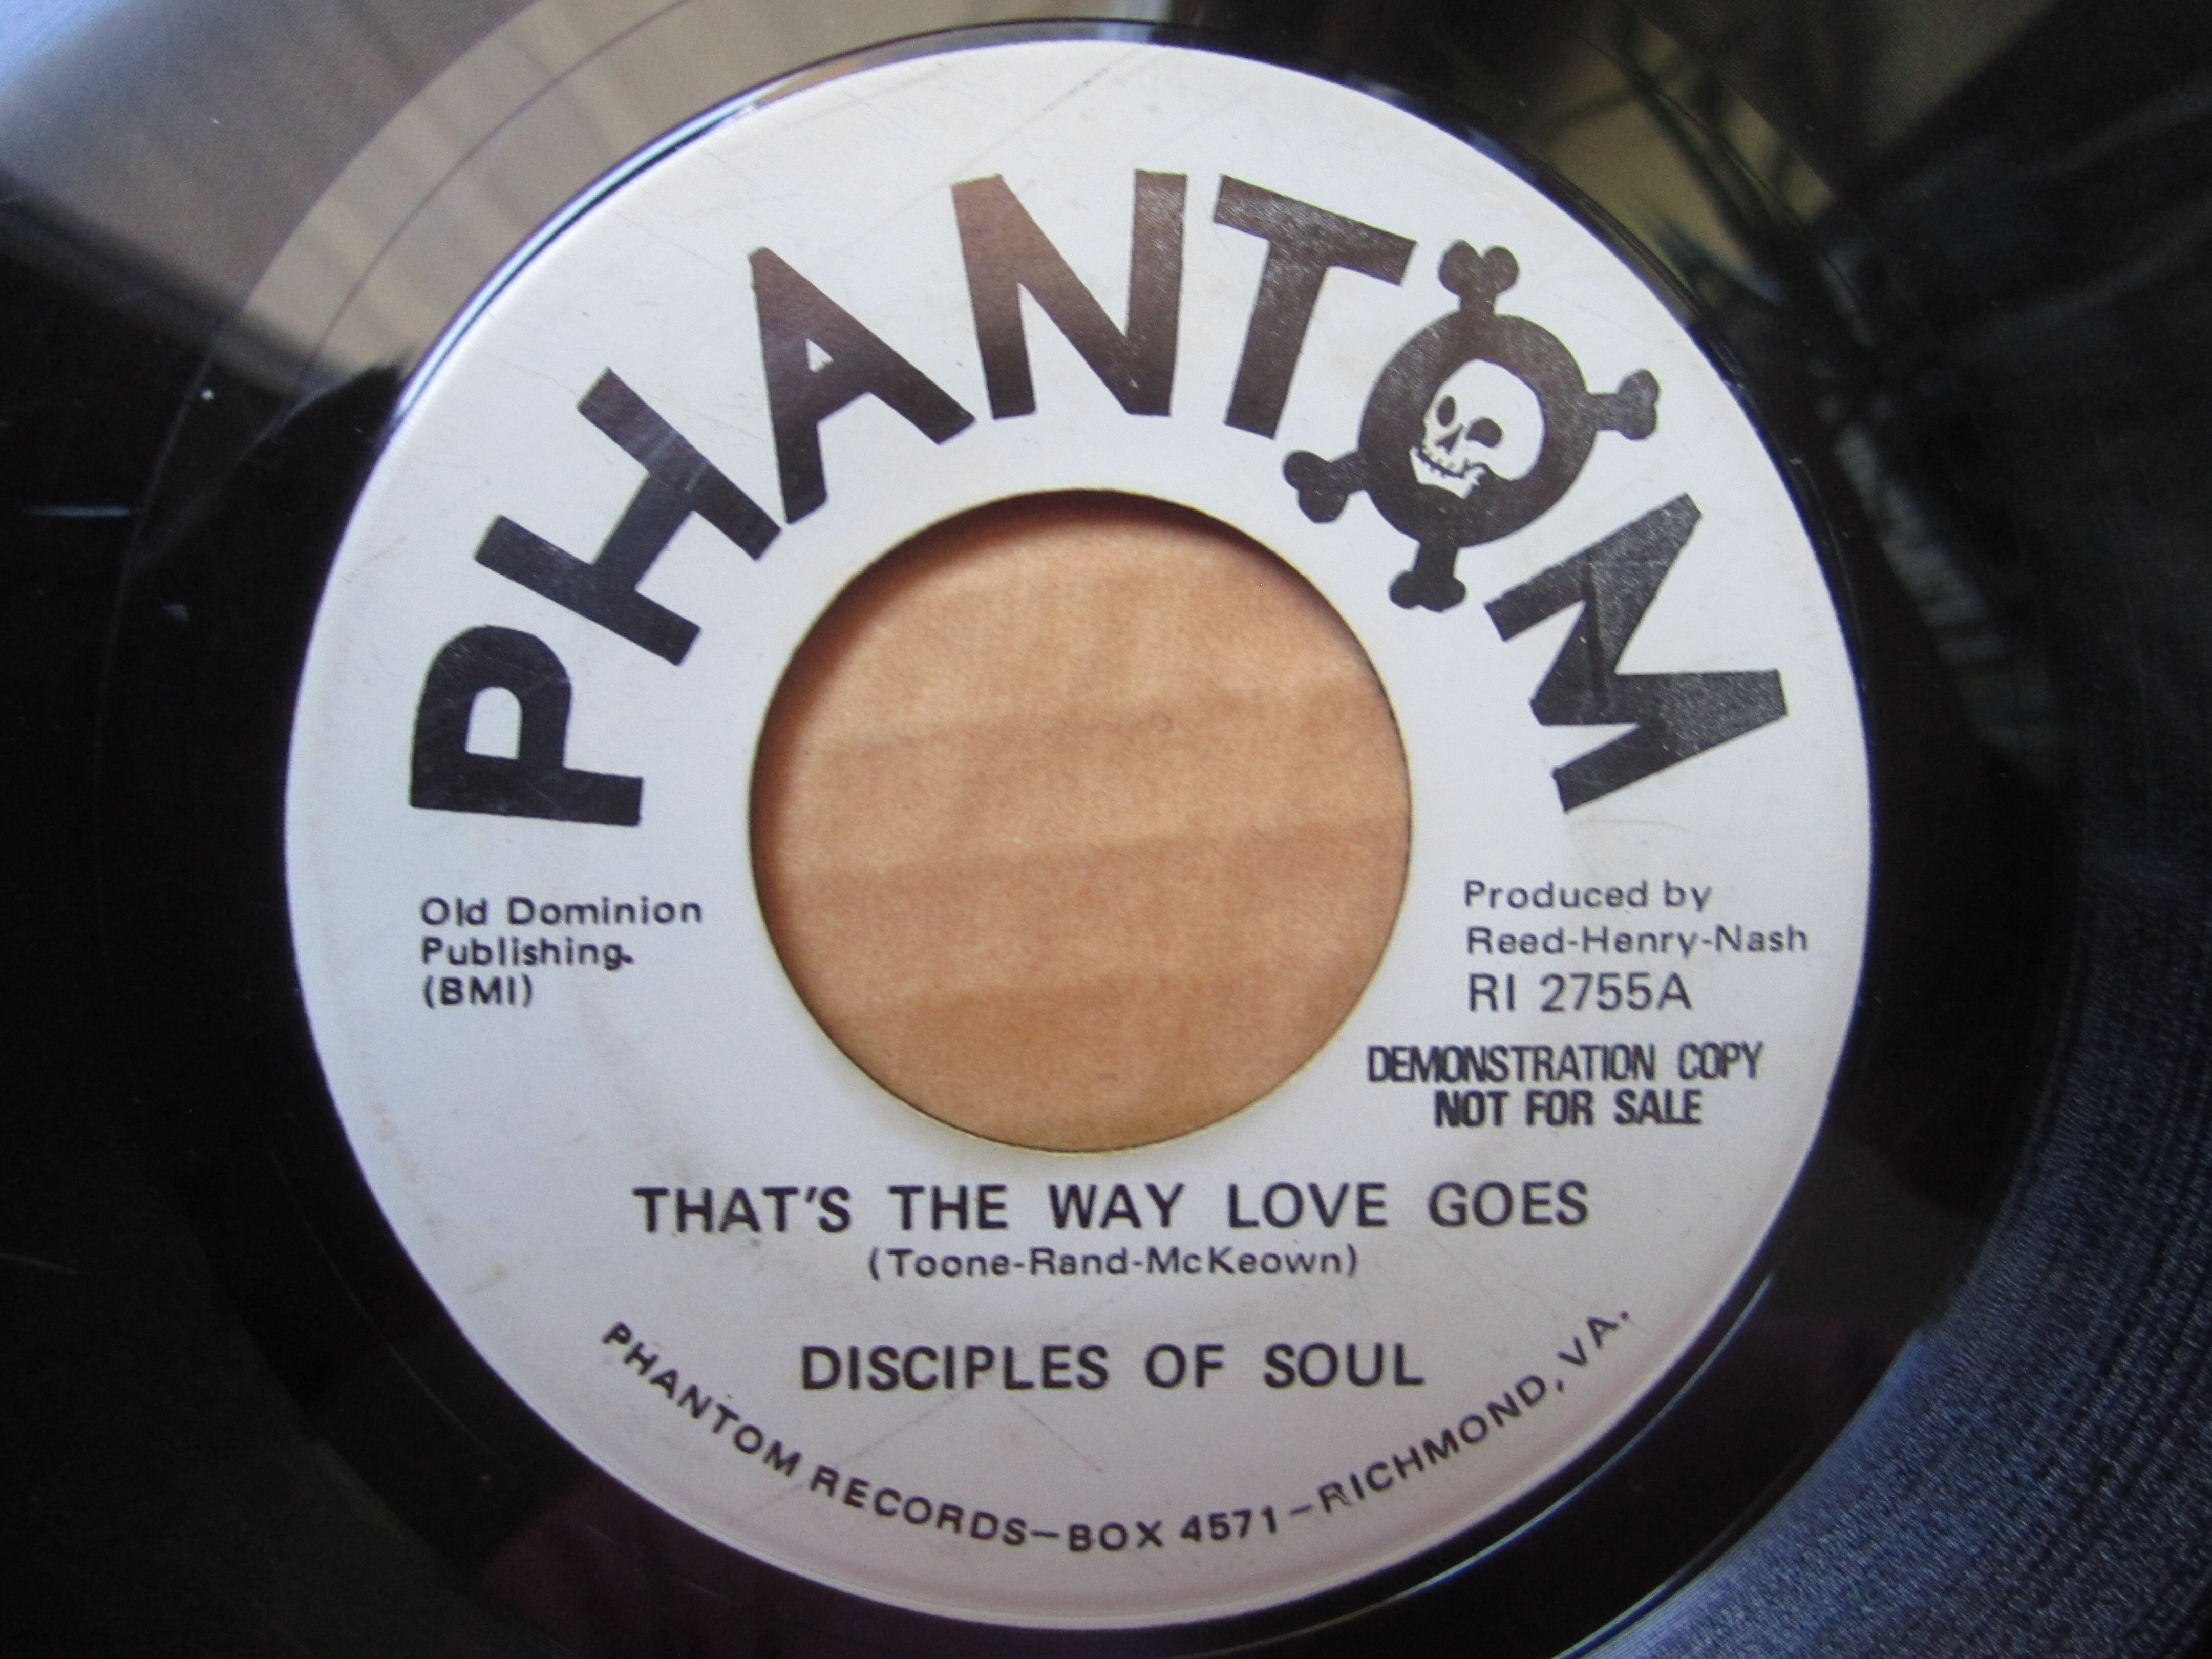 PHANTOM
Old Dominion
Publishing.
(BMI)
Produced by
Reed-Henry-Nash
RI 2755A
DEMONSTRATION COPY
NOT FOR SALE
THAT'S THE WAY LOVE GOES
(Toone-Rand-McKeown)
DISCIPLES OF SOUL
PHANTOM RECORDS—BOX 4571—RICHMOND, VA.